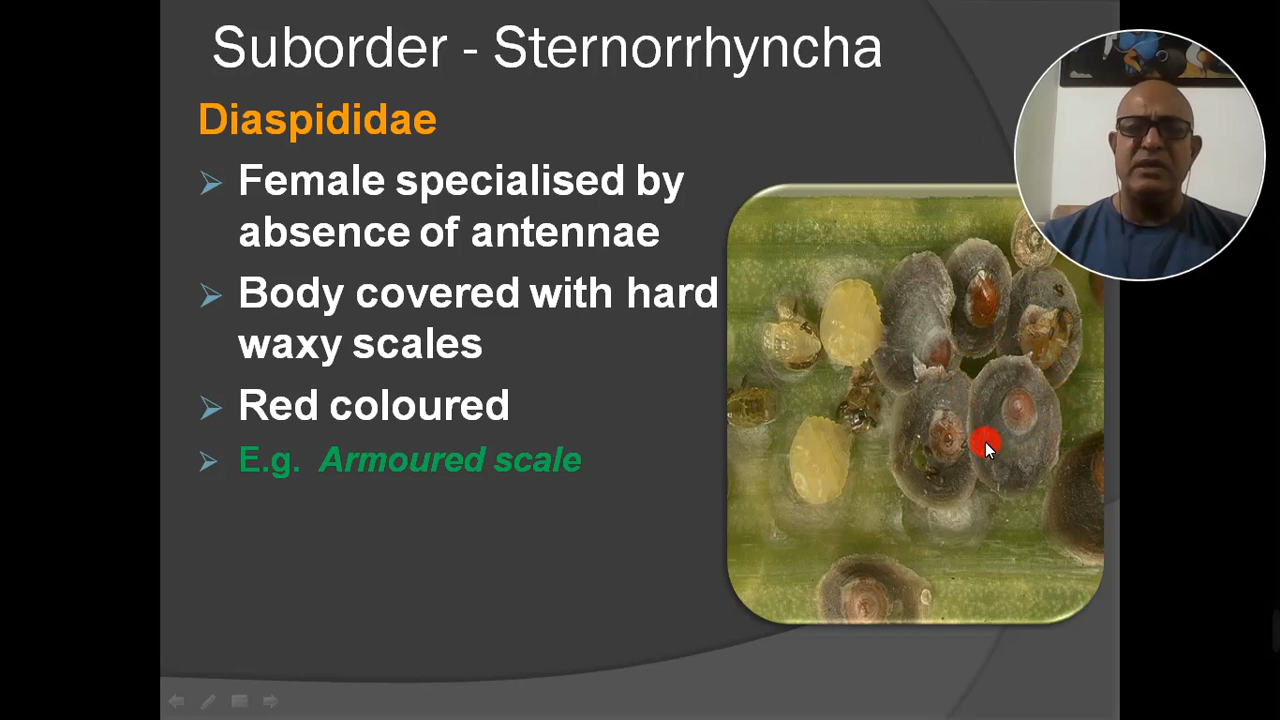 Suborder - Sternorrhyncha
Diaspididae
Female specialised by
absence of antennae
Body covered with hard
waxy scales
Red coloured
E.g. Armoured scale